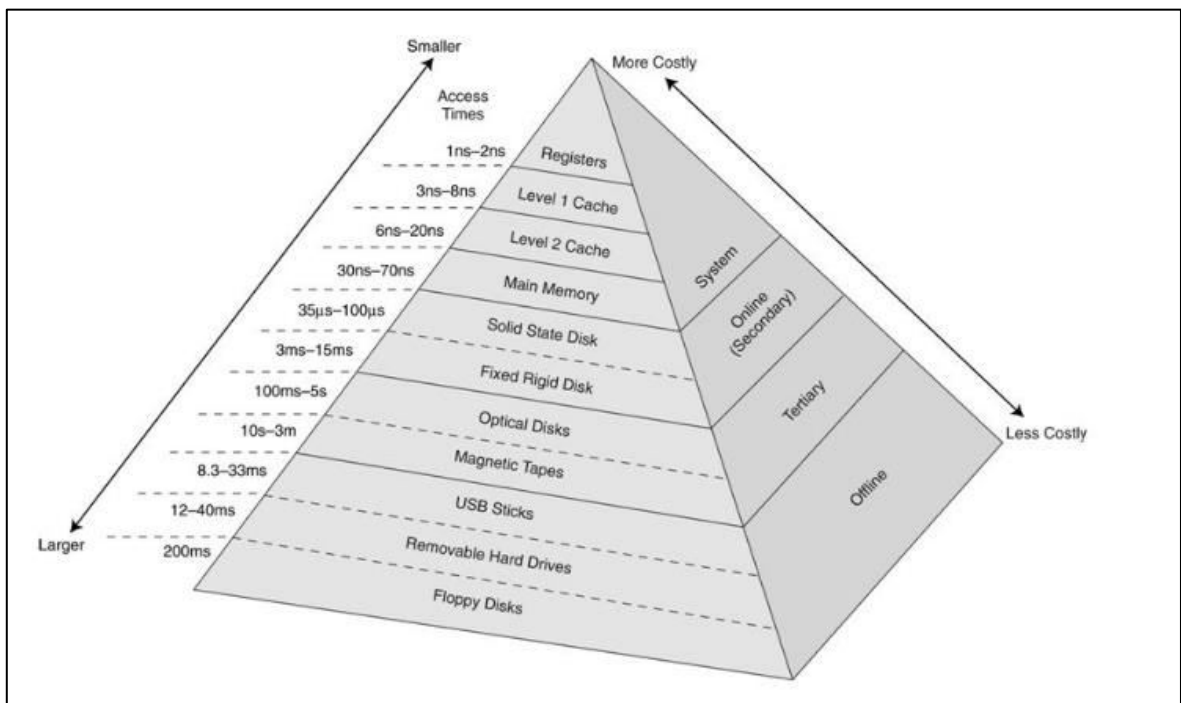 Smaller
More Costly
Access
Times
1ns–2ns
Registers
3ns–8ns
Level 1 Cache
6ns–20ns
Level 2 Cache
30ns–70ns
Main Memory
35μs–100μs
Solid State Disk
3ms–15ms
Fixed Rigid Disk
100ms–5s
Optical Disks
10s–3m
Magnetic Tapes
8.3–33ms
USB Sticks
12–40ms
Removable Hard Drives
200ms
Floppy Disks
Larger
System
Online
(Secondary)
Tertiary
Offline
Less Costly